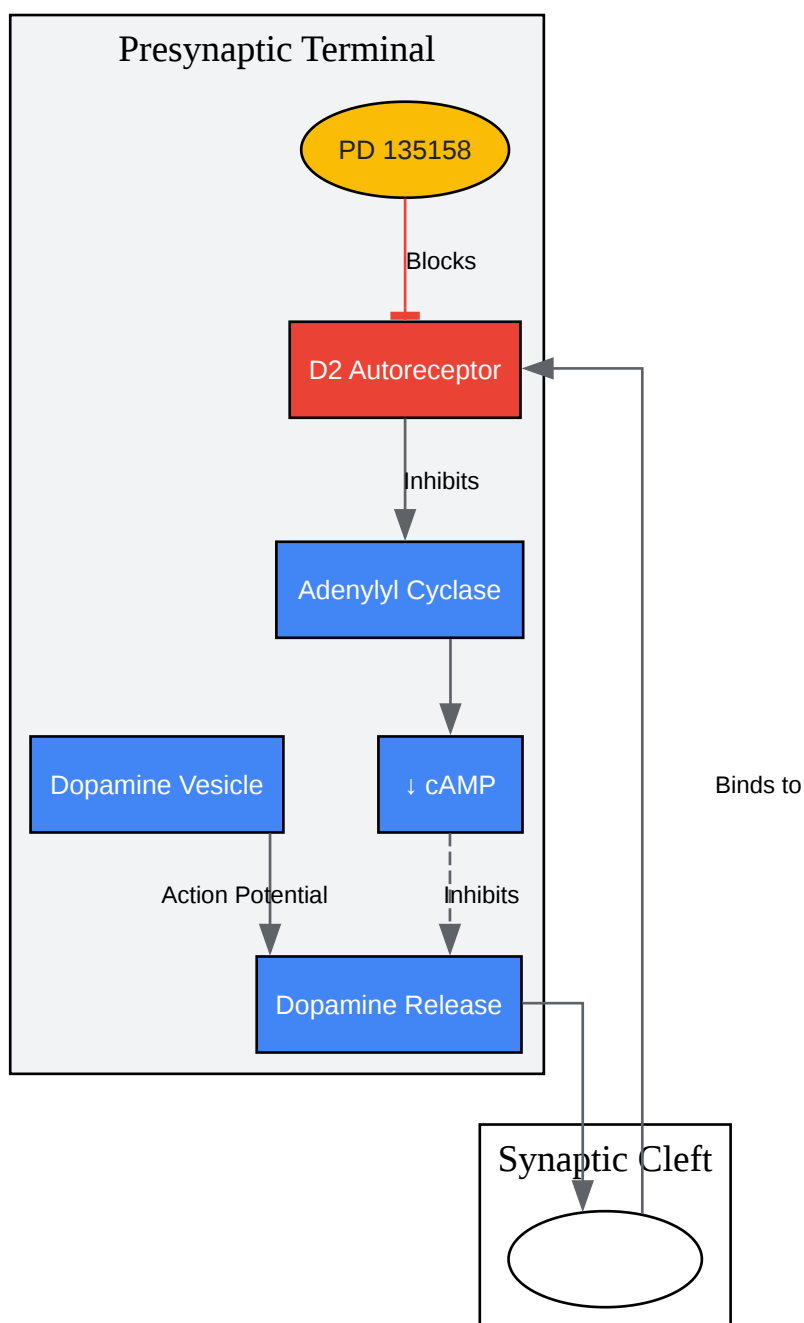 Presynaptic Terminal
PD 135158
Blocks
D2 Autoreceptor
Inhibits
Adenylyl Cyclase
Dopamine Vesicle
↓ cAMP
Binds to
Action Potential
Inhibits
Dopamine Release
Synaptic Cleft